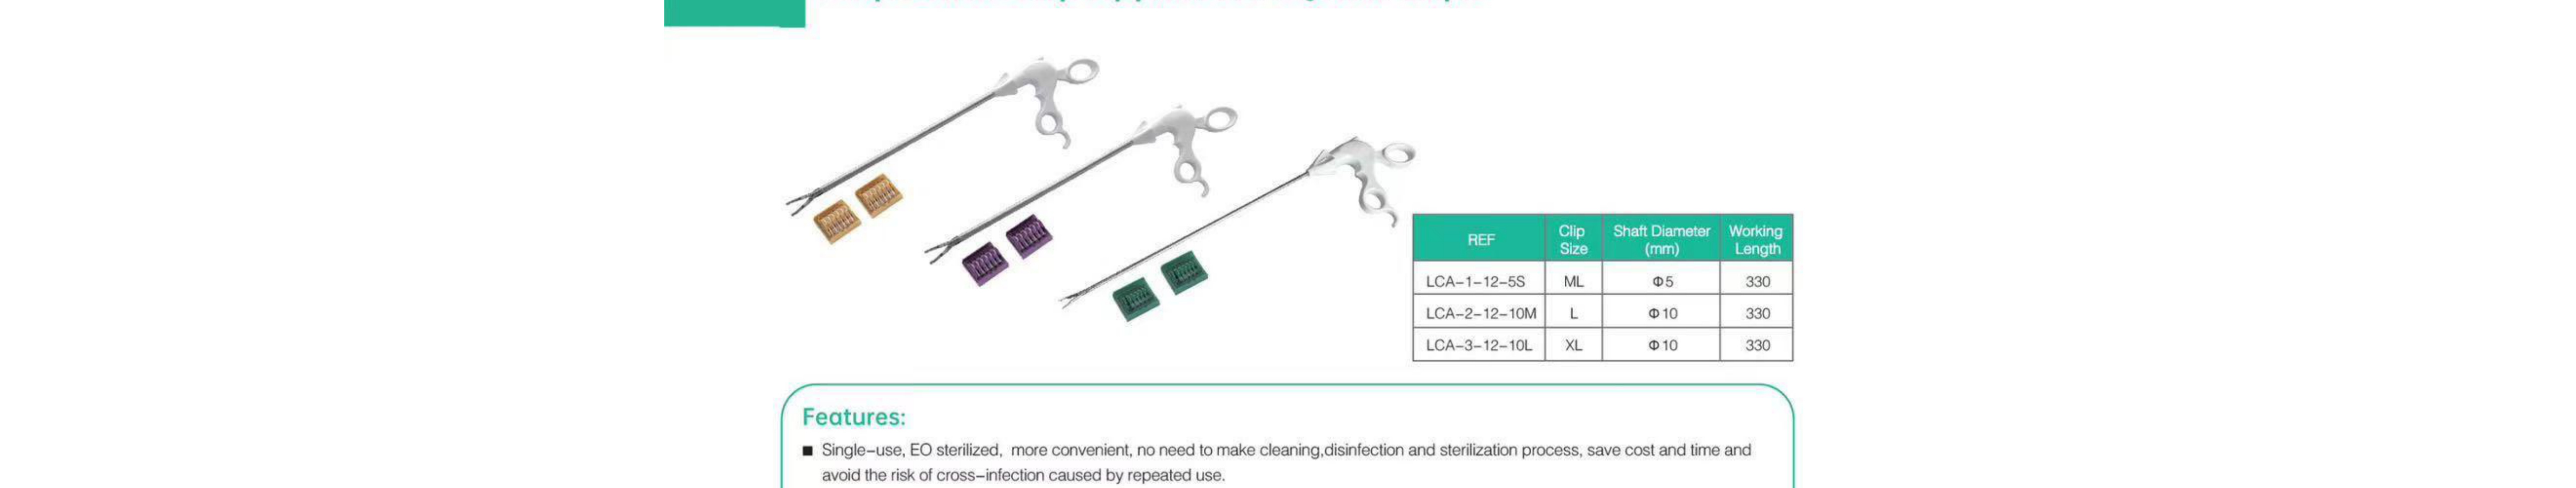 REF Clip Size Shaft Diameter (mm) Working Length
LCA-1-12-5S ML Φ5 330
LCA-2-12-10M L Φ10 330
LCA-3-12-10L XL Φ10 330
Features:
■ Single-use, EO sterilized, more convenient, no need to make cleaning,disinfection and sterilization process, save cost and time and
avoid the risk of cross-infection caused by repeated use.